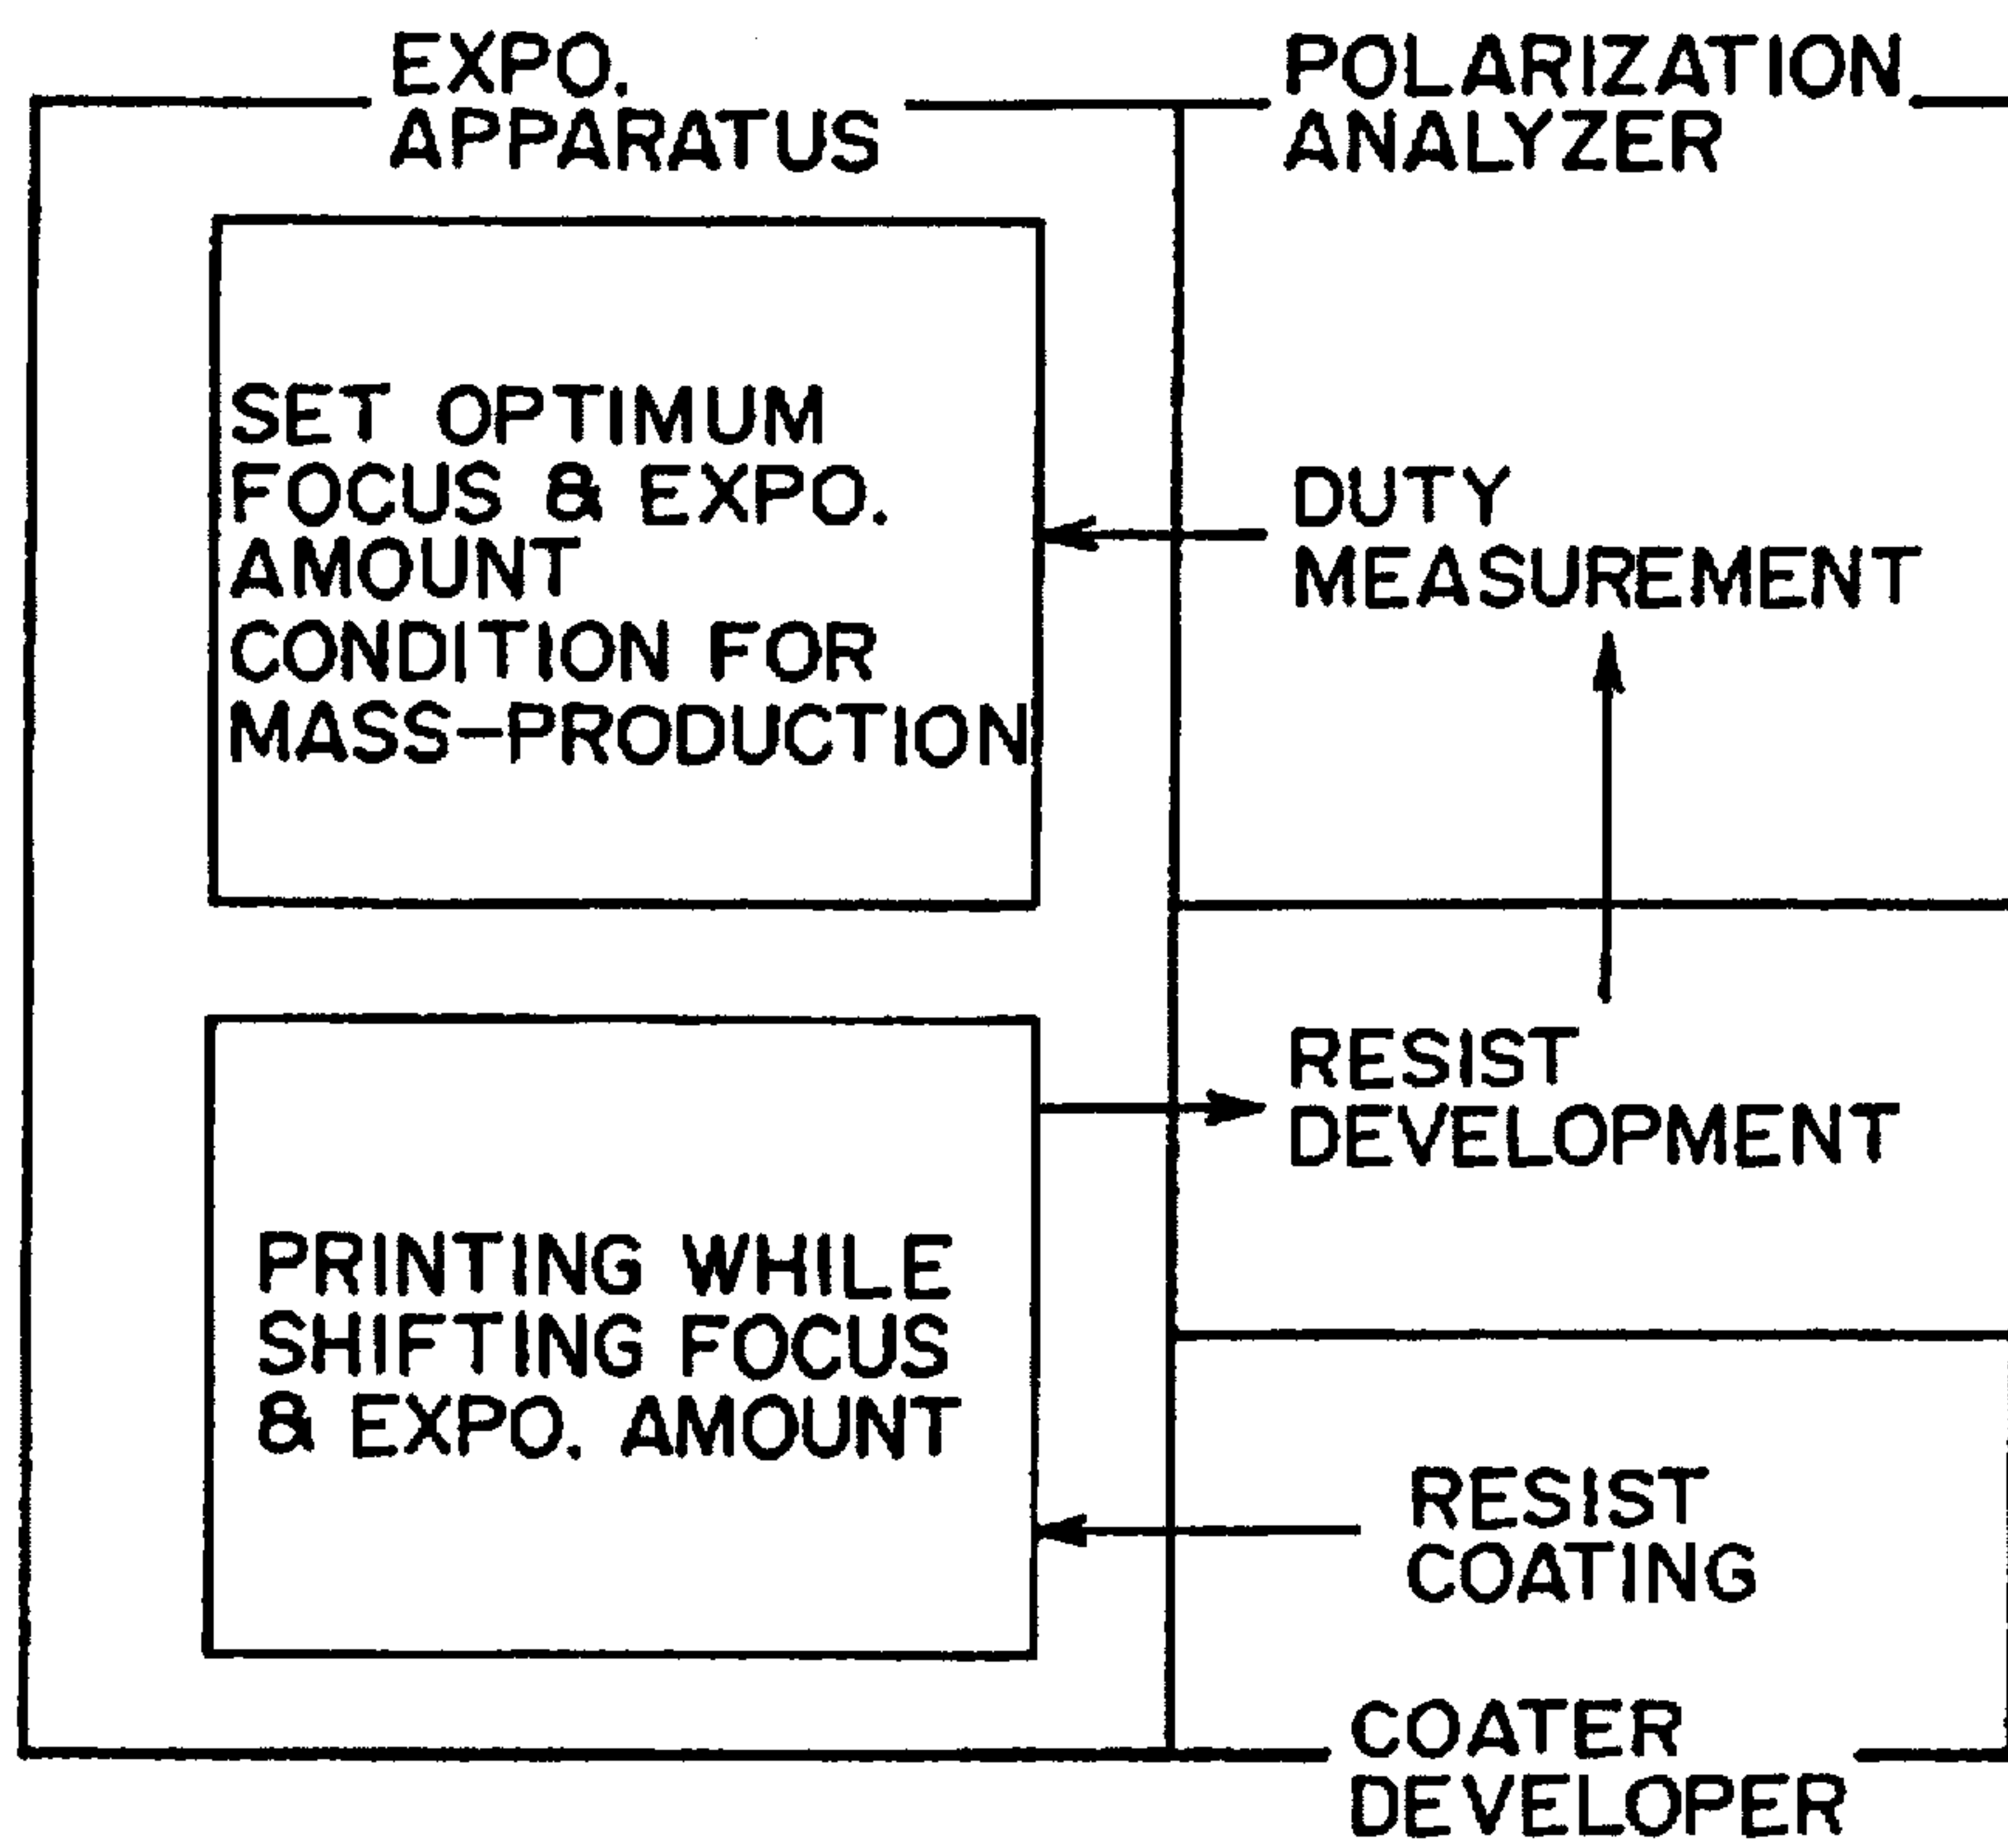 EXPO.
APPARATUS
POLARIZATION
ANALYZER
SET OPTIMUM
FOCUS & EXPO.
AMOUNT
CONDITION FOR
MASS-PRODUCTION
DUTY
MEASUREMENT
RESIST
DEVELOPMENT
PRINTING WHILE
SHIFTING FOCUS
& EXPO. AMOUNT
RESIST
COATING
COATER
DEVELOPER